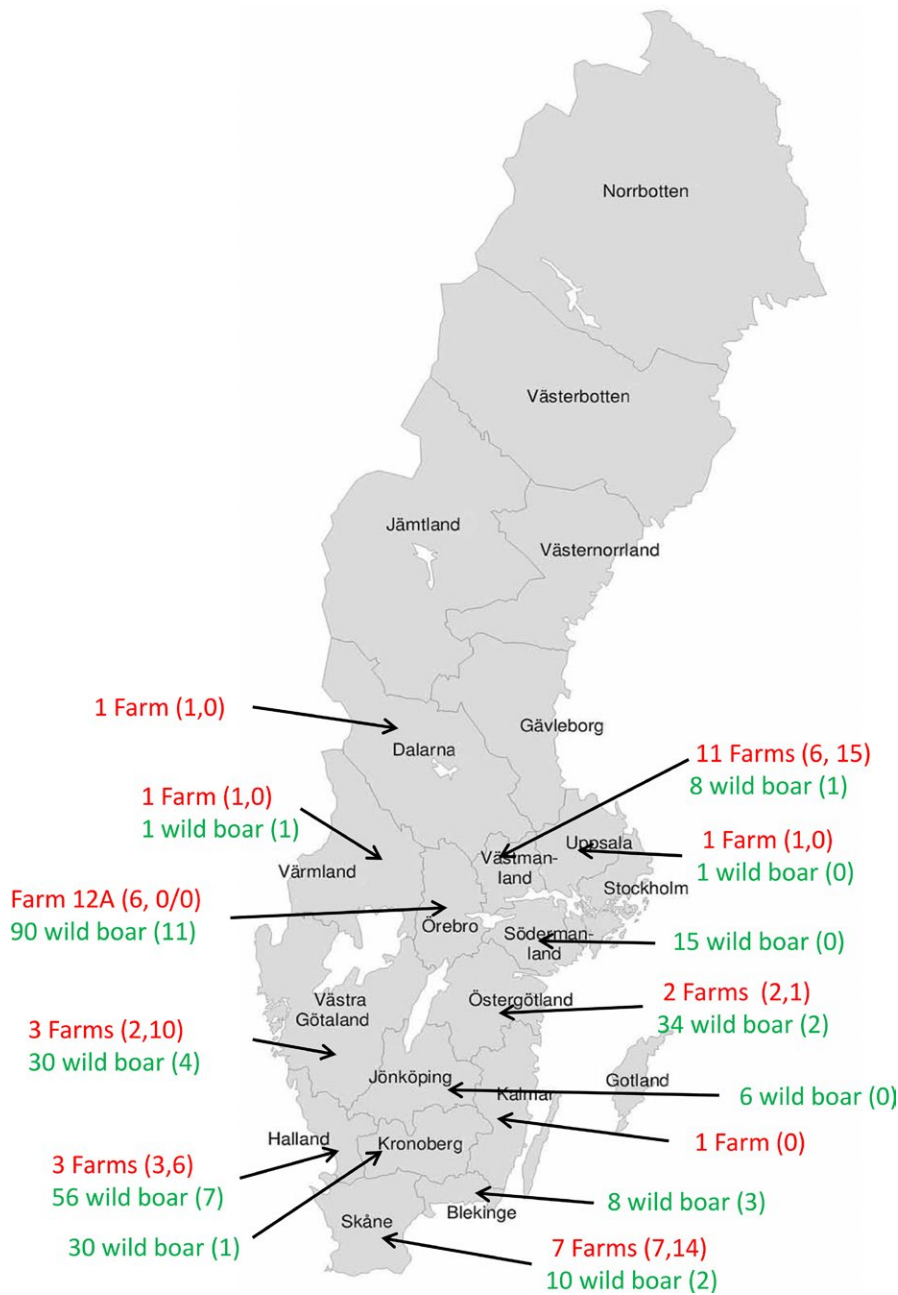 Norrbotten
Västerbotten
Jämtland
Västernorrland
1 Farm (1,0)
Gävleborg
Dalarna
11 Farms (6, 15)
8 wild boar (1)
1 Farm (1,0)
1 wild boar (1)
Uppsala
1 Farm (1,0)
1 wild boar (0)
Värmland
Västman-
land
Stockholm
Farm 12A (6, 0/0)
90 wild boar (11)
Örebro
Söderman-
land
15 wild boar (0)
Västra
Götaland
Östergötland
2 Farms (2,1)
34 wild boar (2)
3 Farms (2,10)
30 wild boar (4)
Jönköping
Kalmar
Gotland
6 wild boar (0)
Halland
Kronoberg
1 Farm (0)
3 Farms (3,6)
56 wild boar (7)
8 wild boar (3)
Blekinge
Skåne
30 wild boar (1)
7 Farms (7,14)
10 wild boar (2)